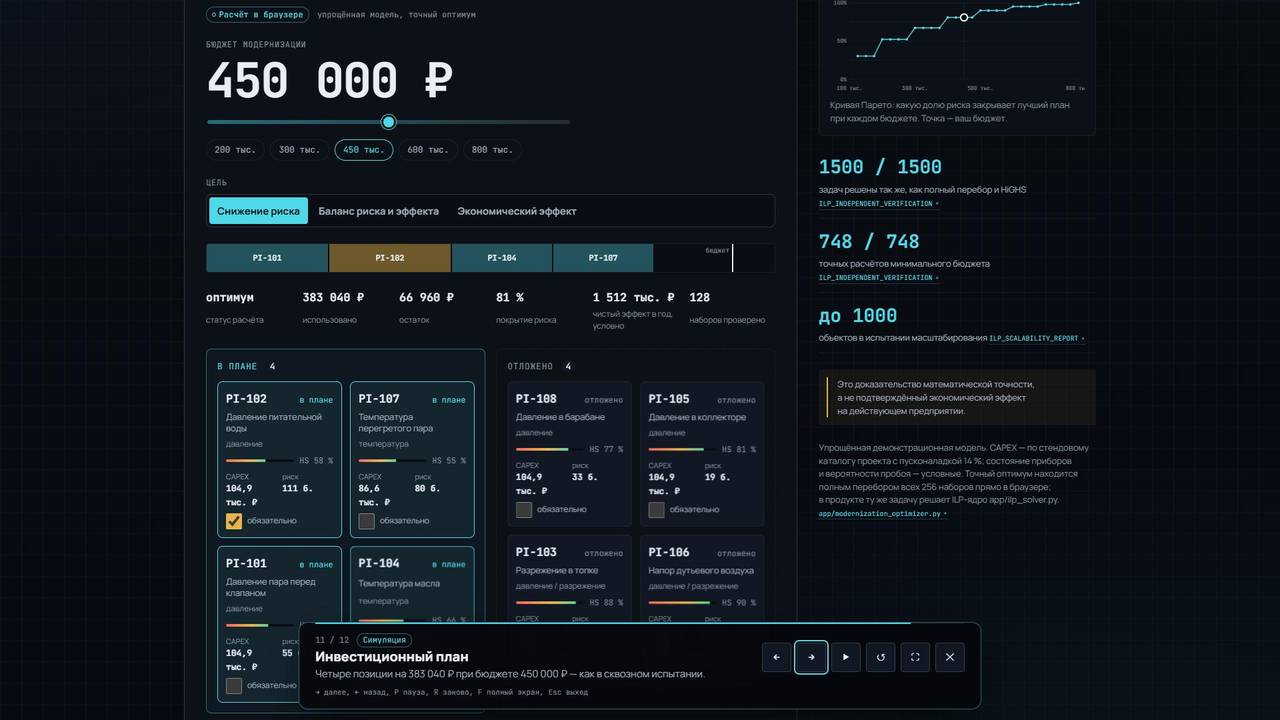 Расчёт в браузере
упрощённая модель, точный оптимум
БЮДЖЕТ МОДЕРНИЗАЦИИ
450 000 ₽
200 тыс.
300 тыс.
450 тыс.
600 тыс.
800 тыс.
ЦЕЛЬ
Снижение риска
Баланс риска и эффекта
Экономический эффект
PI-101
PI-102
PI-104
PI-107
бюджет
оптимум
статус расчёта
383 040 ₽
использовано
66 960 ₽
остаток
81 %
покрытие риска
1 512 тыс. ₽
чистый эффект в год,
условно
128
наборов проверено
В ПЛАНЕ 4
PI-102 в плане
Давление питательной
воды
давление
HS 58 %
CAPEX риск
104,9 111 б.
тыс. ₽
обязательно
PI-107 в плане
Температура
перегретого пара
температура
HS 55 %
CAPEX риск
86,6 80 б.
тыс. ₽
обязательно
PI-101 в плане
Давление пара перед
клапаном
давление
CAPEX
104,9 55
тыс. ₽
обязательно
PI-104 в плане
Температура масла
температура
HS 66 %
ОТЛОЖЕНО 4
PI-108 отложено
Давление в барабане
давление
HS 77 %
CAPEX риск
104,9 33 б.
тыс. ₽
обязательно
PI-105 отложено
Давление в коллекторе
давление
HS 81 %
CAPEX риск
104,9 19 б.
тыс. ₽
обязательно
PI-103 отложено
Разрежение в топке
давление / разрежение
HS 88 %
CAPEX риск
PI-106 отложено
Напор дутьевого воздуха
давление / разрежение
HS 90 %
CAPEX риск
100%
50%
0%
100 тыс.
300 тыс.
500 тыс.
800 ты
Кривая Парето: какую долю риска закрывает лучший план
при каждом бюджете. Точка — ваш бюджет.
1500 / 1500
задач решены так же, как полный перебор и HiGHS
ILP_INDEPENDENT_VERIFICATION
748 / 748
точных расчётов минимального бюджета
ILP_INDEPENDENT_VERIFICATION
до 1000
объектов в испытании масштабирования ILP_SCALABILITY_REPORT
Это доказательство математической точности,
а не подтверждённый экономический эффект
на действующем предприятии.
Упрощённая демонстрационная модель. CAPEX — по стендовому
каталогу проекта с пусконаладкой 14 %; состояние приборов
и вероятности пробоя — условные. Точный оптимум находится
полным перебором всех 256 наборов прямо в браузере;
в продукте ту же задачу решает ILP-ядро app/ilp_solver.py.
app/modernization_optimizer.py
11 / 12 Симуляция
Инвестиционный план
Четыре позиции на 383 040 ₽ при бюджете 450 000 ₽ — как в сквозном испытании.
→ далее, ← назад, P пауза, R заново, F полный экран, Esc выход